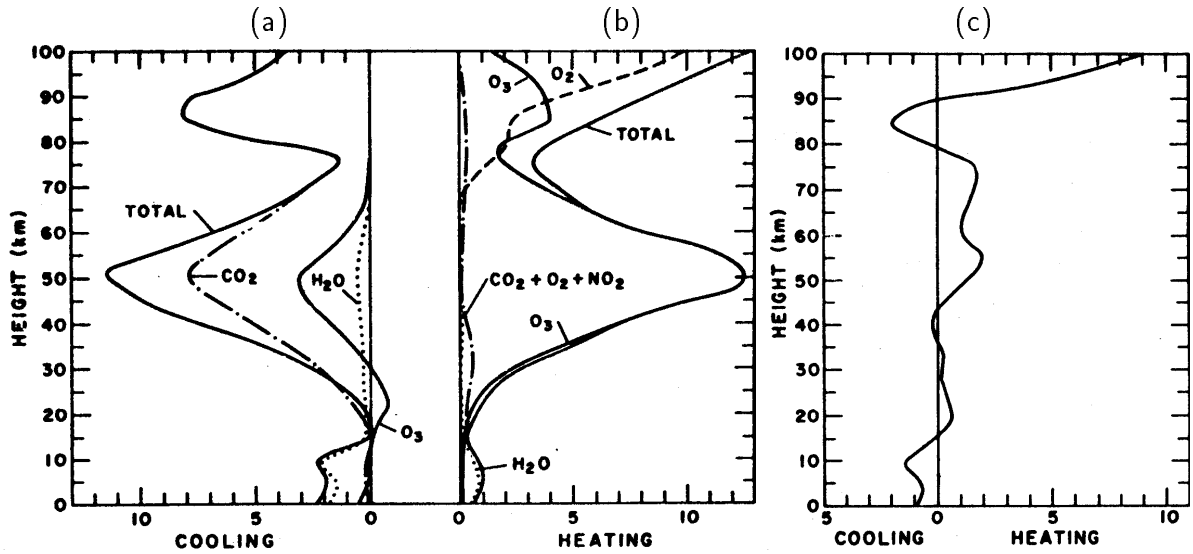 (a)
(b)
(c)
HEIGHT (km)
100
90
80
70
60
50
40
30
20
10
0
TOTAL
CO2
H2O
O3
10
5
0
COOLING
O3
O2
TOTAL
CO2 + O2 + NO2
O3
H2O
0
5
10
HEATING
HEIGHT (km)
100
90
80
70
60
50
40
30
20
10
0
5
0
5
10
COOLING
HEATING